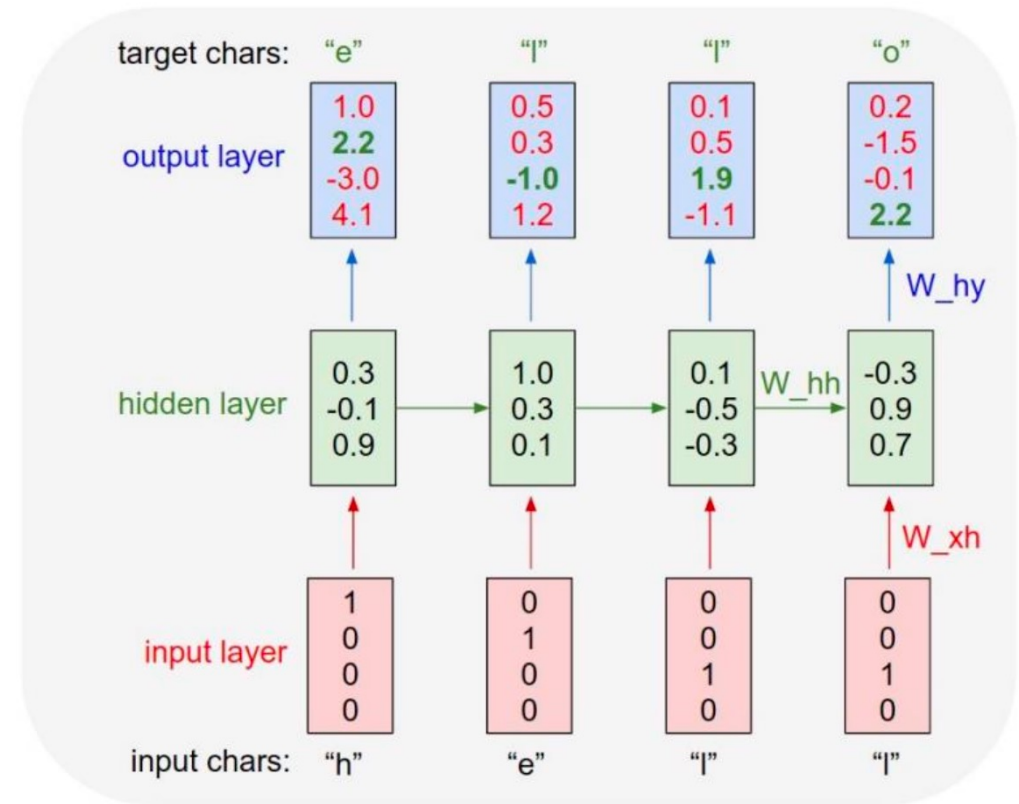 target chars: “e” “l” “l” “o”
1.0 0.5 0.1 0.2
2.2 0.3 0.5 -1.5
output layer
-3.0 -1.0 1.9 -0.1
4.1 1.2 -1.1 2.2
W_hy
0.3 1.0 0.1 -0.3
W_hh
hidden layer
-0.1 0.3 -0.5 0.9
0.9 0.1 -0.3 0.7
W_xh
1 0 0 0
0 1 0 0
input layer
0 0 1 1
0 0 0 0
input chars: “h” “e” “l” “l”